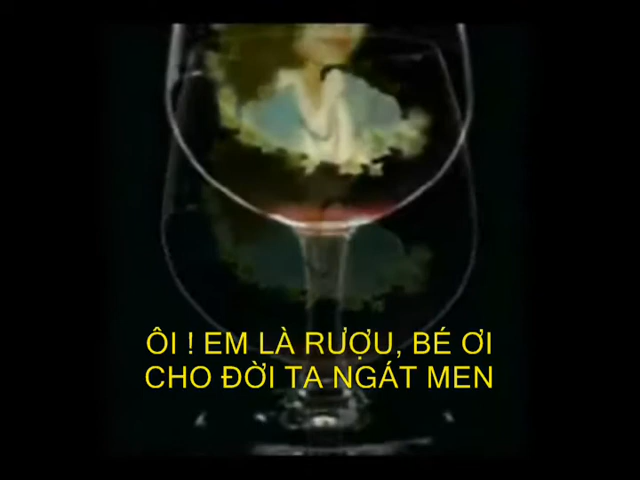 ÔI ! EM LÀ RƯỢU, BÉ ƠI
CHO ĐỜI TA NGÁT MEN